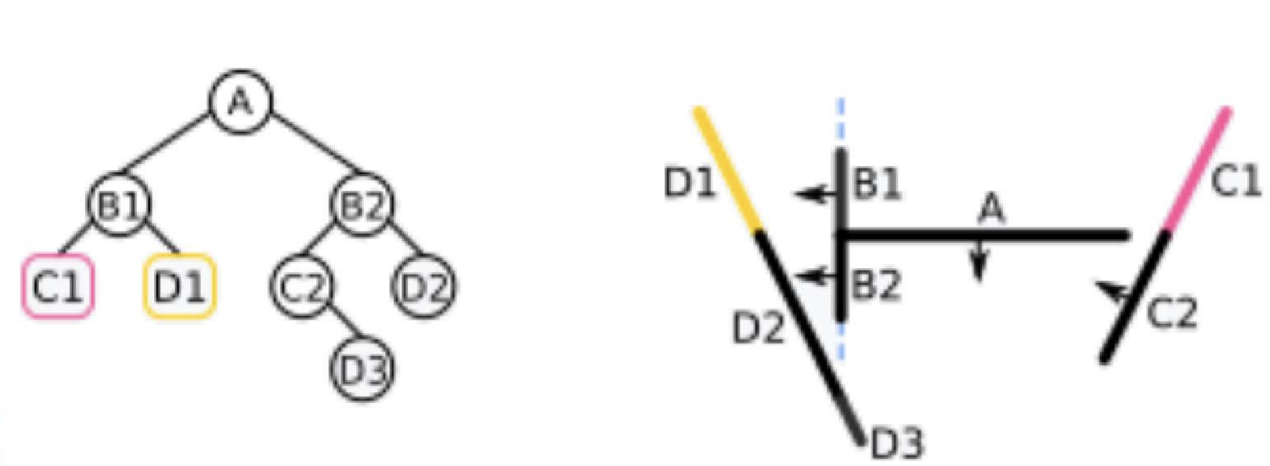 A
B1 B2
C1 D1 C2 D2
D3
D1 B1 A C1
B2 C2
D2
D3